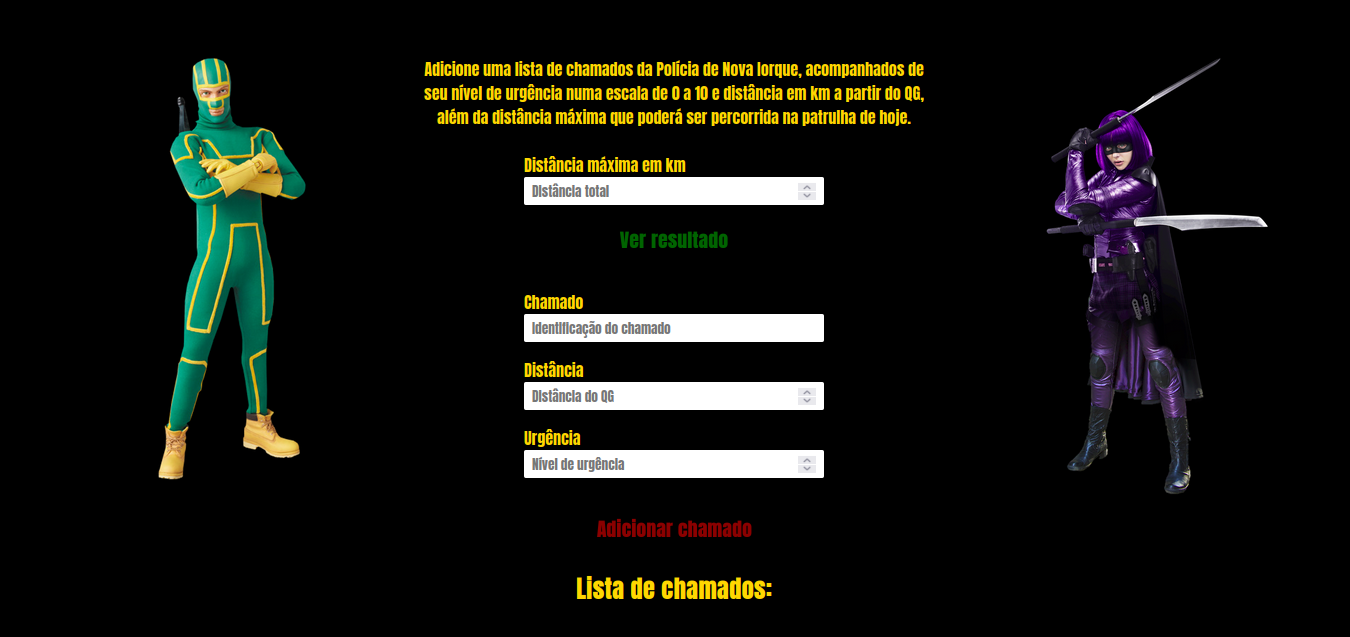 Adicione uma lista de chamados da Polícia de Nova Iorque, acompanhados de
seu nível de urgência numa escala de 0 a 10 e distância em km a partir do QG,
além da distância máxima que poderá ser percorrida na patrulha de hoje.
Distância máxima em km
Distância total
Ver resultado
Chamado
Identificação do chamado
Distância
Distância do QG
Urgência
Nível de urgência
Adicionar chamado
Lista de chamados: